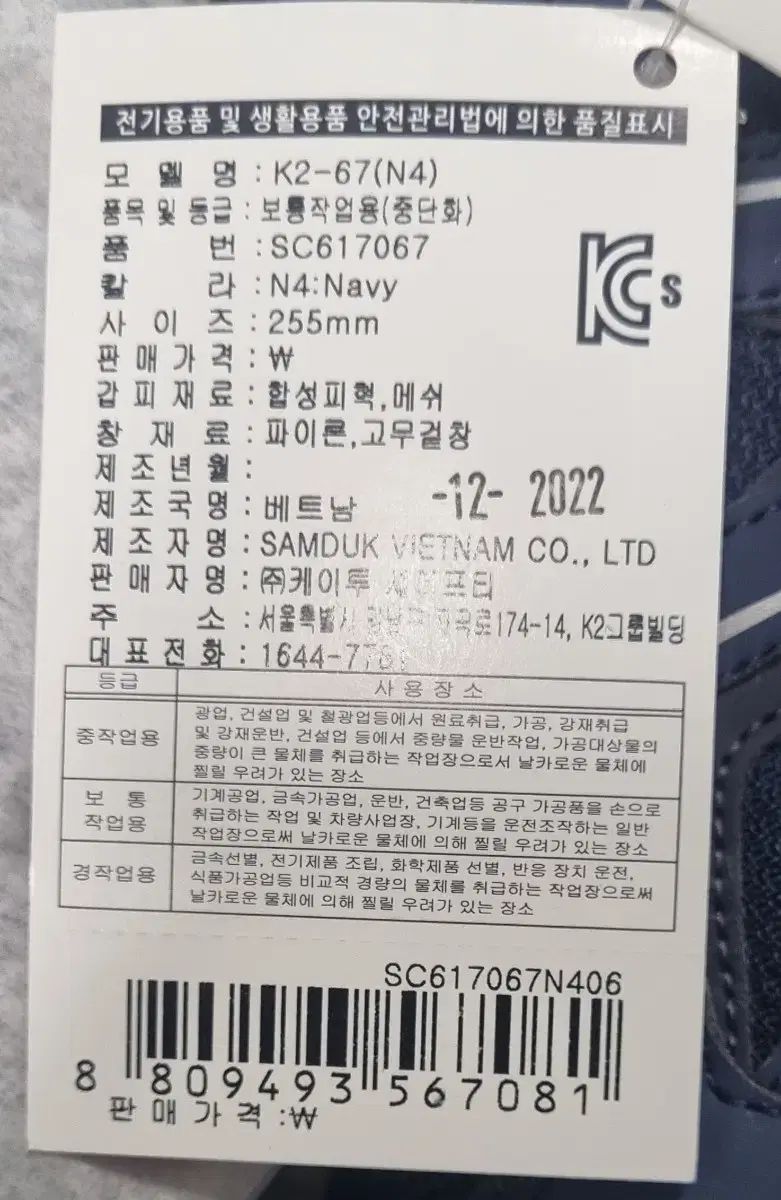 전기용품 및 생활용품 안전관리법에 의한 품질표시
모 델 명 : K2-67(N4)
품목 및 등급 : 보통작업용(중단화)
품 번 : SC617067
칼 라 : N4:Navy
KC s
사 이 즈 : 255mm
판 매 가 격 : ₩
갑 피 재 료 : 합성피혁,메쉬
창 재 료 : 파이론,고무겉창
제 조 년 월 :
-12- 2022
제 조 국 명 : 베트남
제 조 자 명 : SAMDUK VIETNAM CO., LTD
판 매 자 명 : ㈜케이투 세이프티
주 소 : 서울특별시 174-14, K2그룹빌딩
대 표 전 화 :
등급 사 용 장 소
중작업용 광업, 건설업 및 철광업등에서 원료취급, 가공, 강재취급
및 강재운반, 건설업 등에서 중량물 운반작업, 가공대상물의
중량이 큰 물체를 취급하는 작업장으로서 날카로운 물체에
찔릴 우려가 있는 장소
보 통 작업용 기계공업, 금속가공업, 운반, 건축업등 공구 가공품을 손으로
취급하는 작업 및 차량사업장, 기계등을 운전조작하는 일반
작업장으로써 날카로운 물체에 의해 찔릴 우려가 있는 장소
경작업용 금속선별, 전기제품 조립, 화학제품 선별, 반응 장치 운전,
식품가공업등 비교적 경량의 물체를 취급하는 작업장으로써
날카로운 물체에 의해 찔릴 우려가 있는 장소
SC617067N406
8 809493 567081
판 매 가 격 :₩